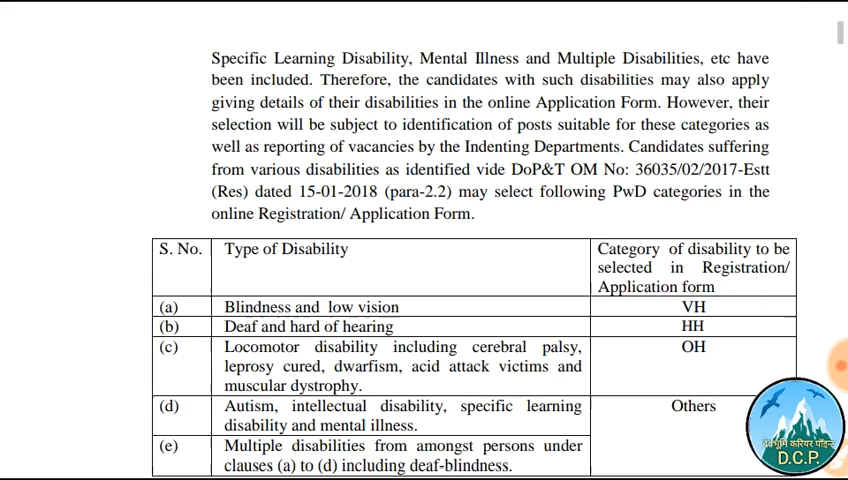 Specific Learning Disability, Mental Illness and Multiple Disabilities, etc have
been included. Therefore, the candidates with such disabilities may also apply
giving details of their disabilities in the online Application Form. However, their
selection will be subject to identification of posts suitable for these categories as
well as reporting of vacancies by the Indenting Departments. Candidates suffering
from various disabilities as identified vide DoP&T OM No: 36035/02/2017-Estt
(Res) dated 15-01-2018 (para-2.2) may select following PwD categories in the
online Registration/ Application Form.
S. No. Type of Disability Category of disability to be
selected in Registration/
Application form
(a) Blindness and low vision VH
(b) Deaf and hard of hearing HH
(c) Locomotor disability including cerebral palsy, OH
leprosy cured, dwarfism, acid attack victims and
muscular dystrophy.
(d) Autism, intellectual disability, specific learning Others
disability and mental illness.
(e) Multiple disabilities from amongst persons under
clauses (a) to (d) including deaf-blindness.
देवभूमि करियर पॉइन्ट
D.C.P.